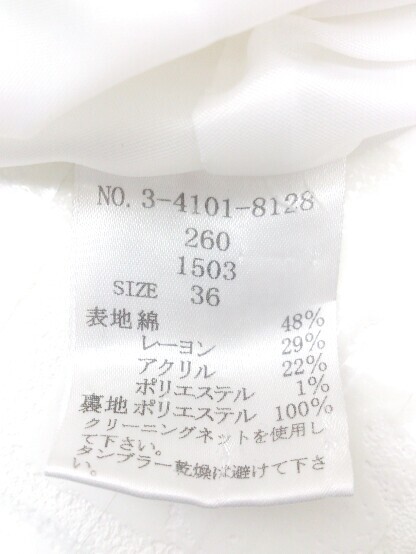 NO. 3-4101-8128
260
1503
SIZE 36
表地 綿 48%
レーヨン 29%
アクリル 22%
ポリエステル 1%
裏地 ポリエステル 100%
クリーニングネットを使用し
て下さい。
タンブラー乾燥は避けて下さ
い。